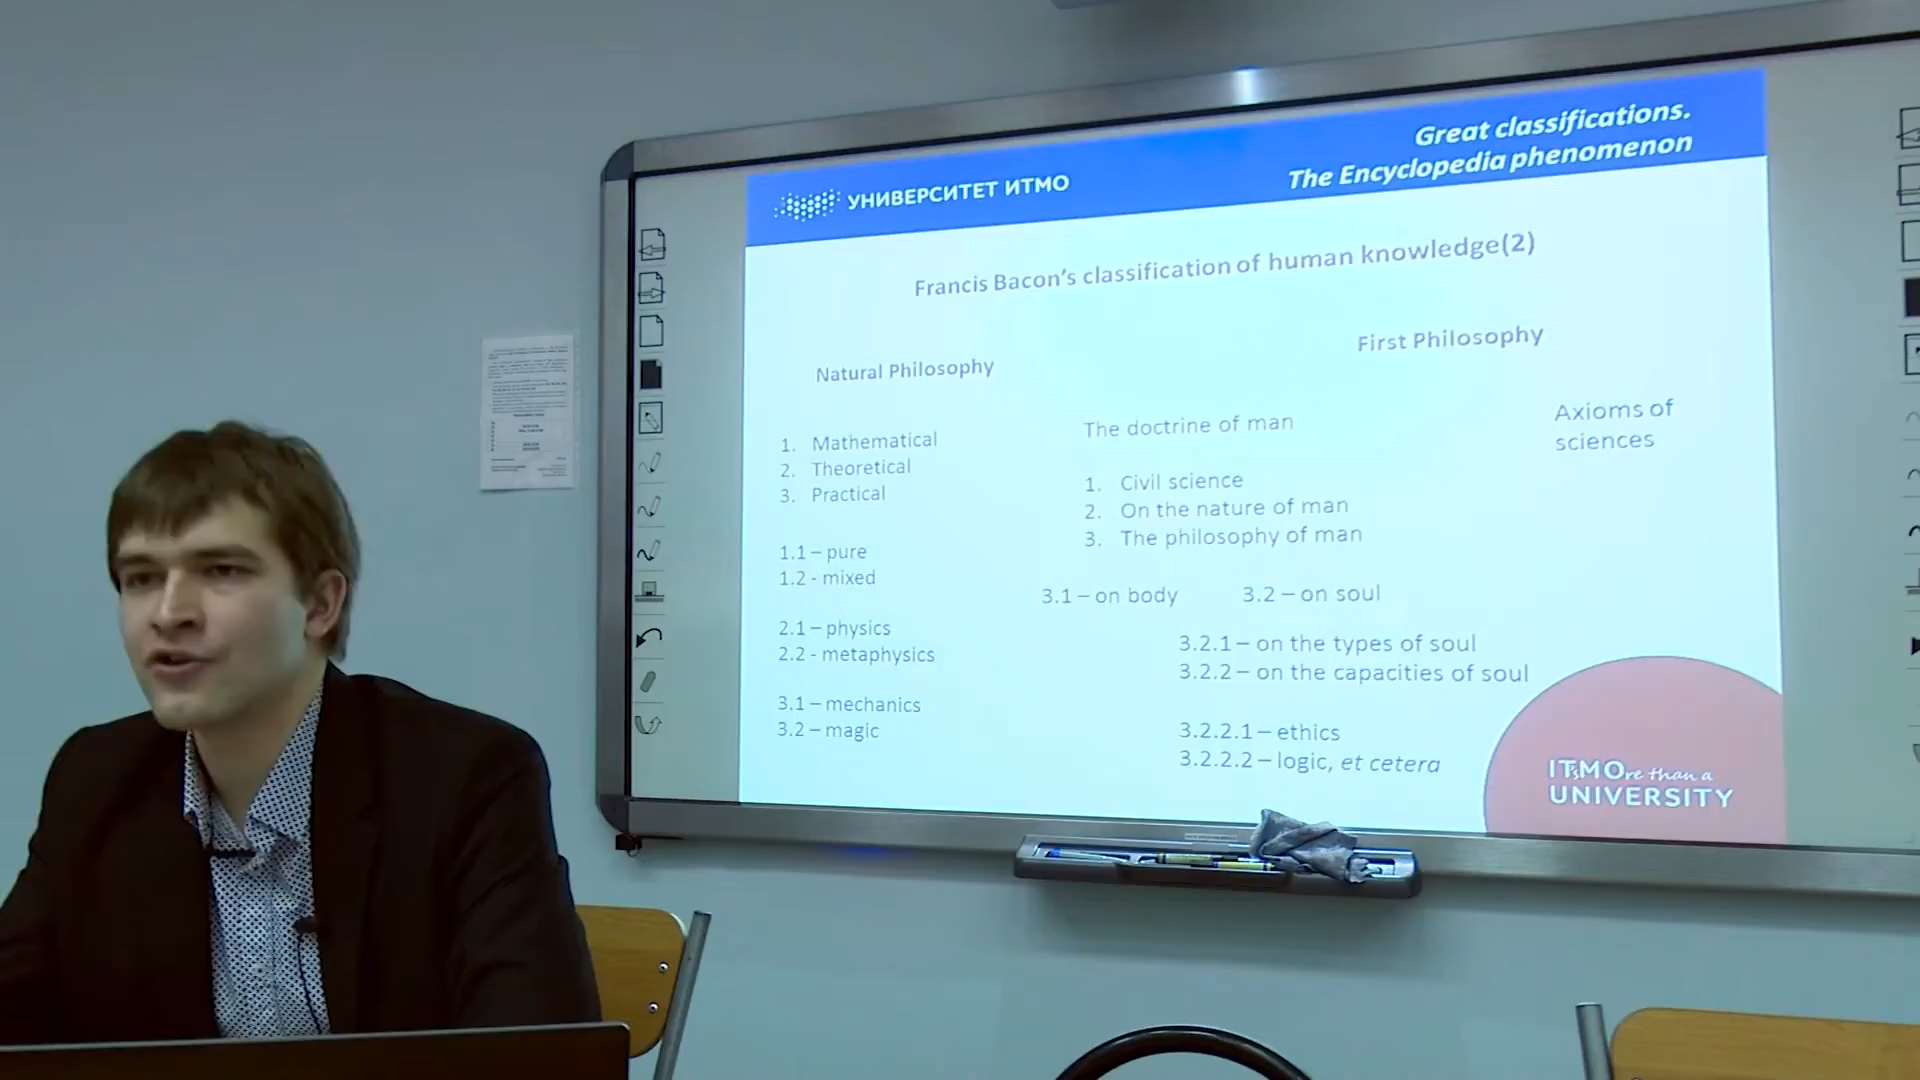 Great classifications.
The Encyclopedia phenomenon
УНИВЕРСИТЕТ ИТМО
Francis Bacon's classification of human knowledge(2)
Natural Philosophy
1. Mathematical
2. Theoretical
3. Practical
1.1 – pure
1.2 - mixed
2.1 – physics
2.2 - metaphysics
3.1 – mechanics
3.2 – magic
First Philosophy
The doctrine of man
1. Civil science
2. On the nature of man
3. The philosophy of man
3.1 – on body 3.2 – on soul
3.2.1 – on the types of soul
3.2.2 – on the capacities of soul
3.2.2.1 – ethics
3.2.2.2 – logic, et cetera
Axioms of
sciences
IT'sMOre than a
UNIVERSITY